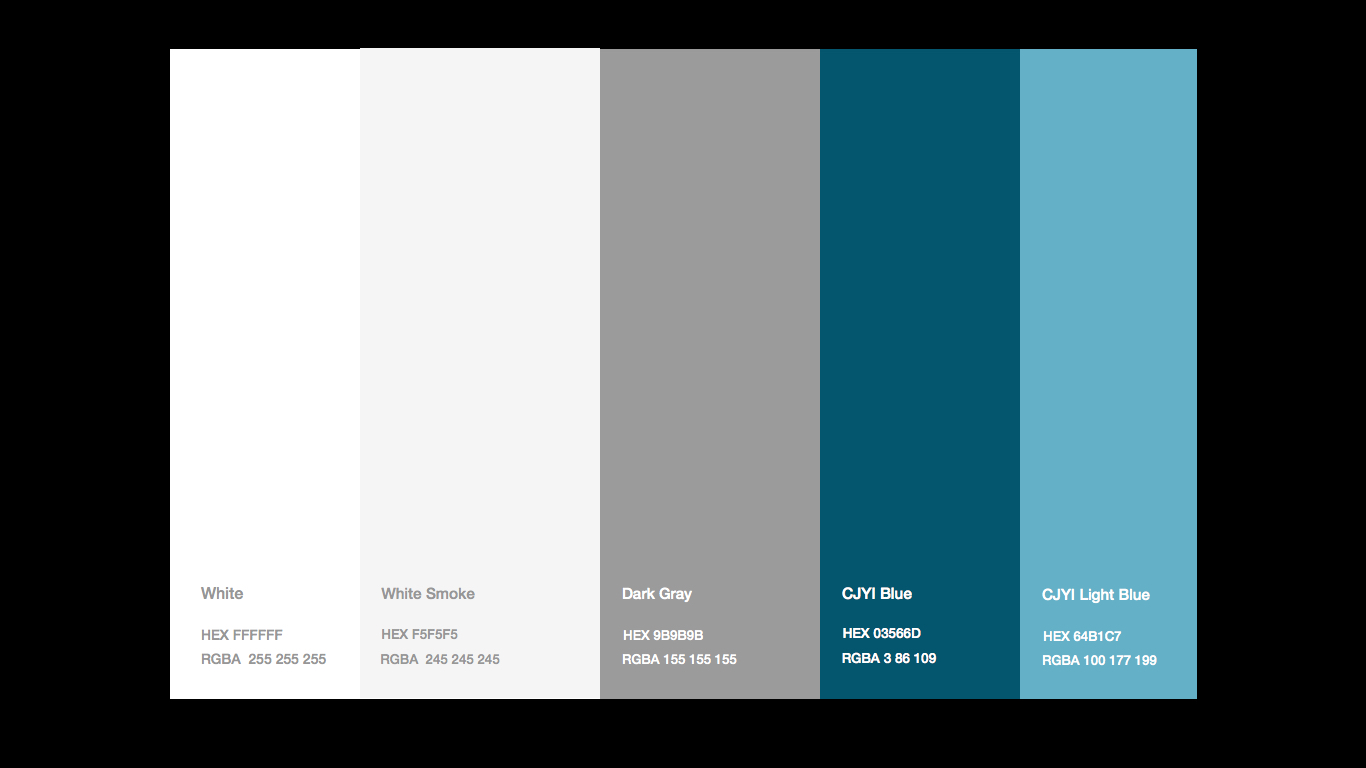 White
HEX FFFFFF
RGBA  255 255 255
White Smoke
HEX F5F5F5
RGBA  245 245 245
Dark Gray
HEX 9B9B9B
RGBA 155 155 155
CJYI Blue
HEX 03566D
RGBA 3 86 109
CJYI Light Blue
HEX 64B1C7
RGBA 100 177 199